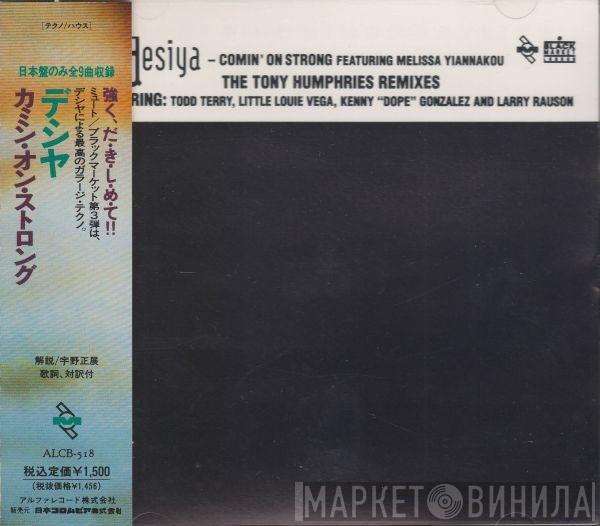 [テクノ/ハウス]
日本盤のみ全9曲収録
強く、だ・き・し・め・て!!
ミュート/ブラックマーケット第3弾は、
デシヤによる最高のガラージ・テクノ。
デシヤ
カミン・オン・ストロング
解説/宇野正展
歌詞、対訳付
ALCB-518
税込定価¥1,500
(税抜価格¥1,456)
アルファレコード株式会社
販売元 日本コロムビア株式会社
desiya – COMIN' ON STRONG FEATURING MELISSA YIANNAKOU
THE TONY HUMPHRIES REMIXES
RING: TODD TERRY, LITTLE LOUIE VEGA, KENNY "DOPE" GONZALEZ AND LARRY RAUSON
BLACK
MARKET
МАРКЕТ ВИНИЛА